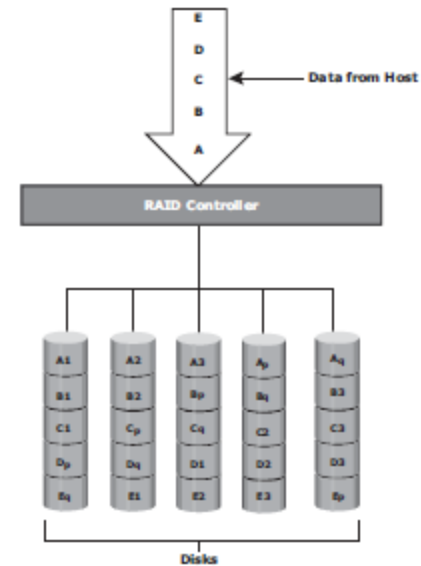 E
D
C
Data from Host
B
A
RAID Controller
A1 A2 A3 Ap Aq
B1 B2 Bp Bq B3
C1 Cp Cq C2 C3
Dp Dq D1 D2 D3
Eq E1 E2 E3 Ep
Disks